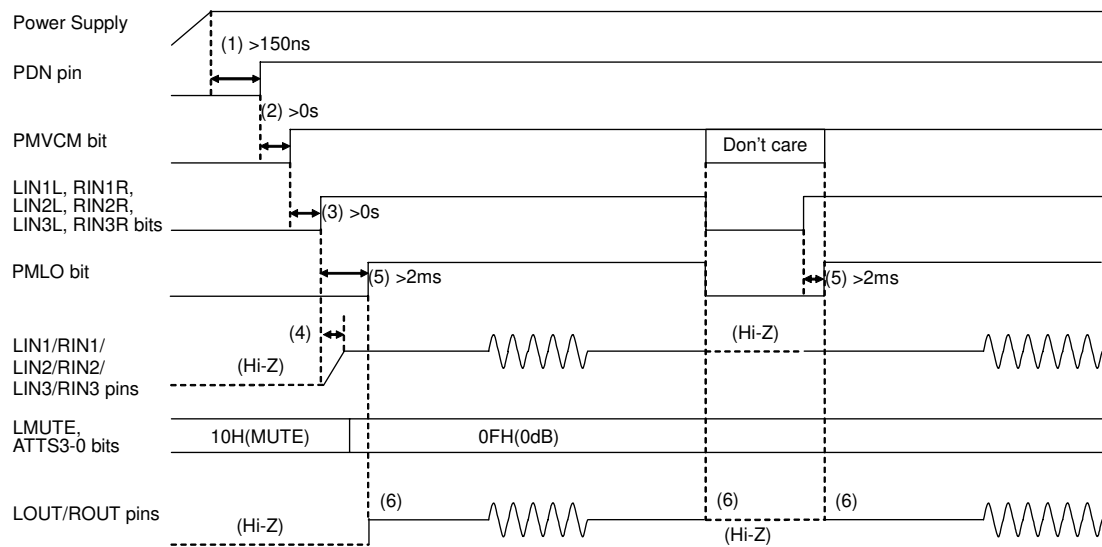 Power Supply
(1) >150ns
PDN pin
(2) >0s
PMVCM bit
Don't care
LIN1L, RIN1R,
LIN2L, RIN2R,
LIN3L, RIN3R bits
(3) >0s
PMLO bit
(5) >2ms
(5) >2ms
LIN1/RIN1/
LIN2/RIN2/
LIN3/RIN3 pins
(4)
(Hi-Z)
(Hi-Z)
LMUTE,
ATTS3-0 bits
10H(MUTE)
0FH(0dB)
LOUT/ROUT pins
(6)
(6)
(6)
(Hi-Z)
(Hi-Z)